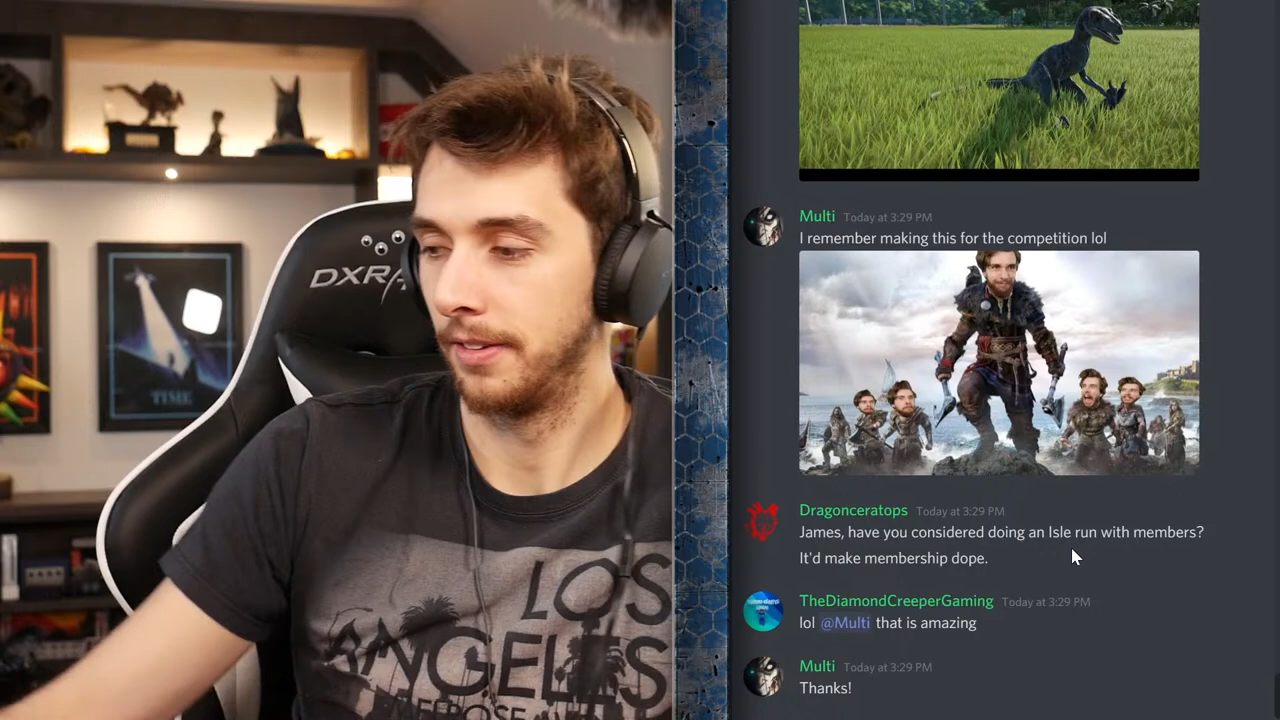 DXRA
TIME
LOS
ANGELES
Multi Today at 3:29 PM
I remember making this for the competition lol
Dragonceratops Today at 3:29 PM
James, have you considered doing an Isle run with members?
It'd make membership dope.
TheDiamondCreeperGaming Today at 3:29 PM
lol @Multi that is amazing
Multi Today at 3:29 PM
Thanks!